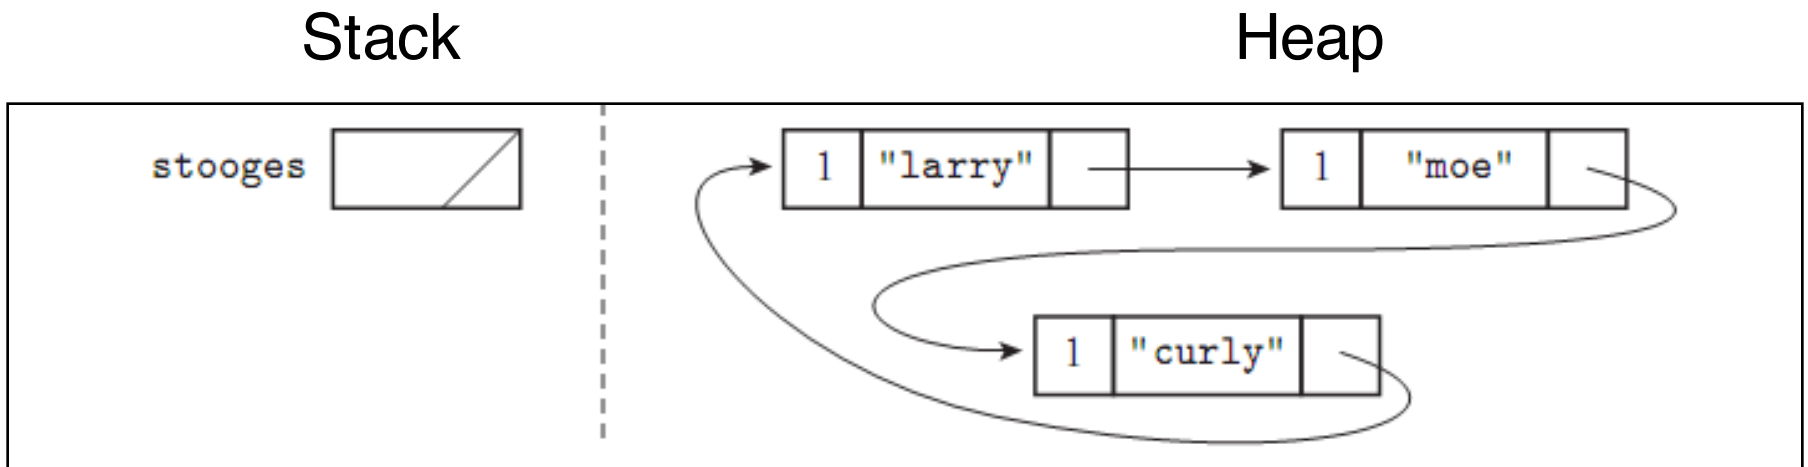 Stack Heap
stooges 1 "larry" 1 "moe"
1 "curly"